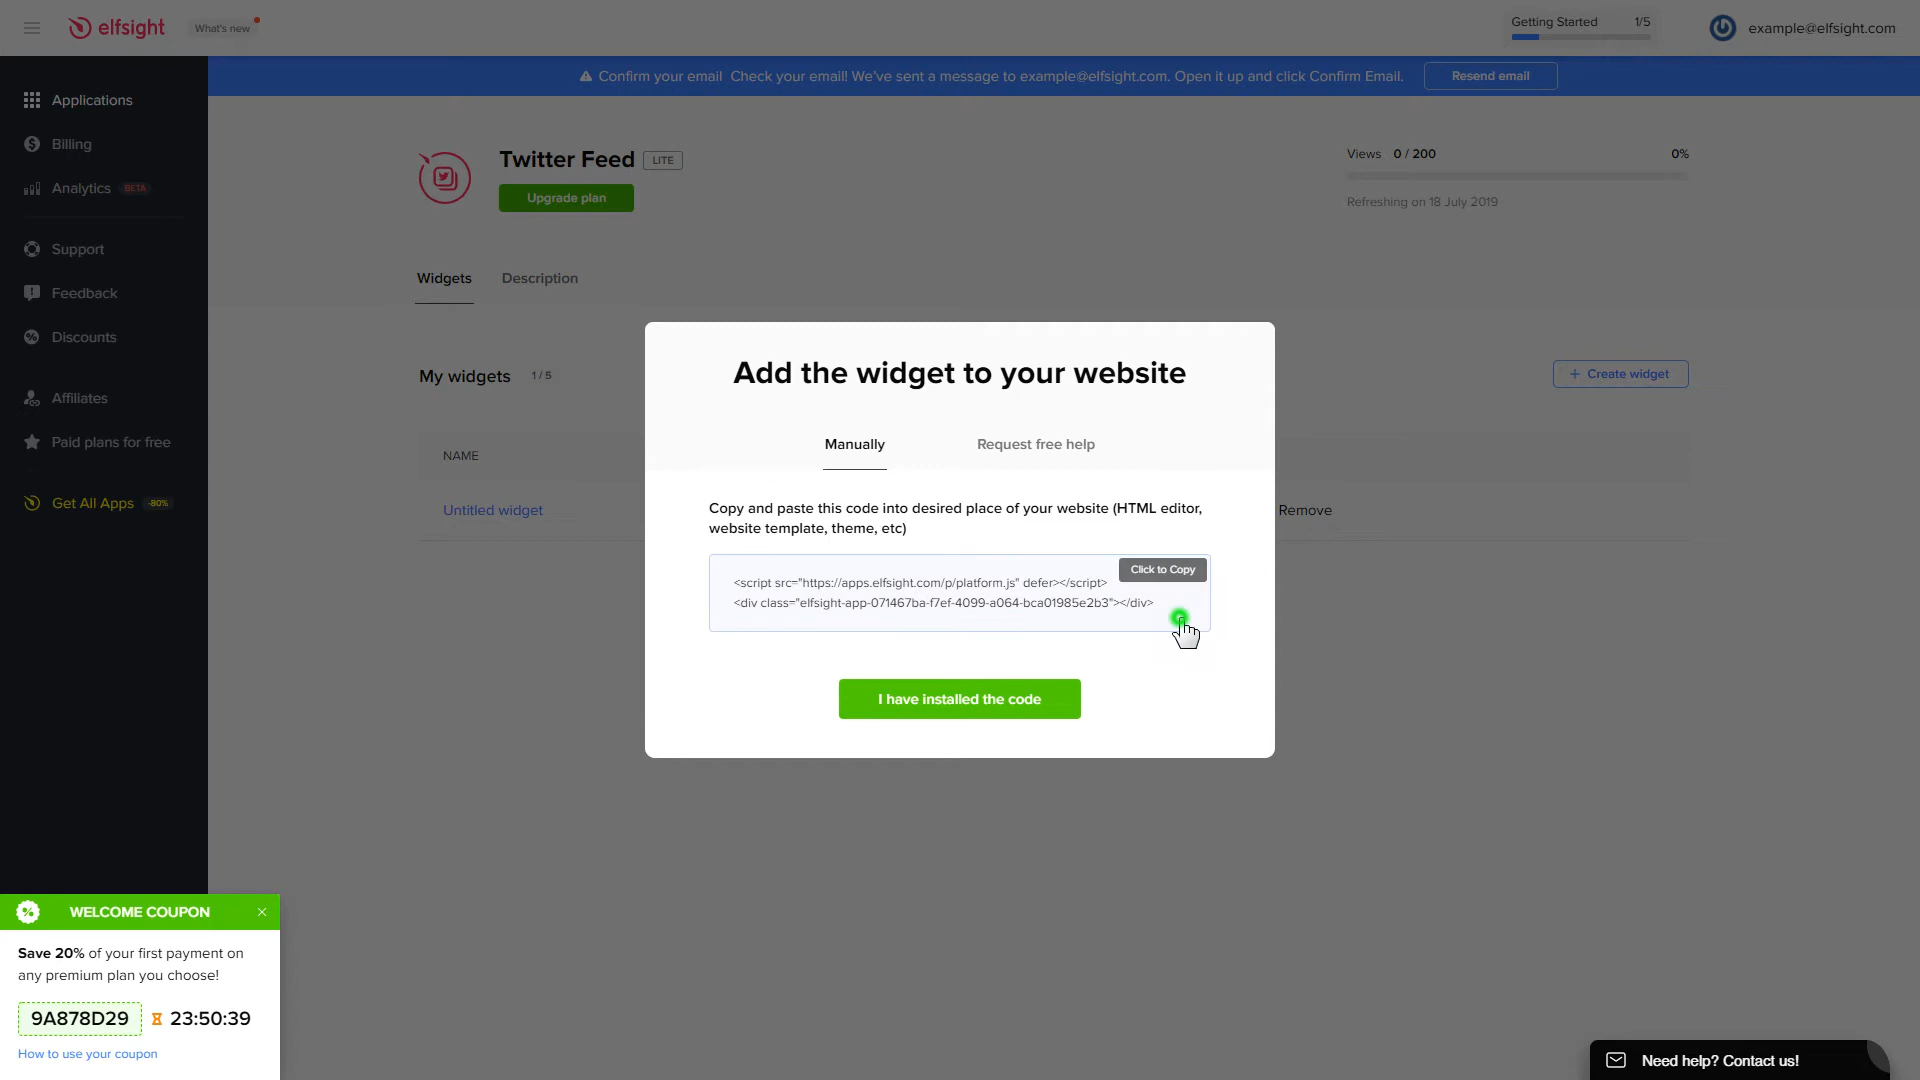 elfsight
What's new
Getting Started 1/5
example@elfsight.com
Confirm your email Check your email! We've sent a message to example@elfsight.com. Open it up and click Confirm Email.
Resend email
Applications
Billing
Analytics BETA
Support
Feedback
Discounts
Affiliates
Paid plans for free
Get All Apps -80%
Twitter Feed LITE
Upgrade plan
Views 0 / 200 0%
Refreshing on 18 July 2019
Widgets Description
My widgets 1 / 5
+ Create widget
NAME
Untitled widget
Remove
Add the widget to your website
Manually Request free help
Copy and paste this code into desired place of your website (HTML editor,
website template, theme, etc)
Click to Copy
<script src="https://apps.elfsight.com/p/platform.js" defer></script>
<div class="elfsight-app-071467ba-f7ef-4099-a064-bca01985e2b3"></div>
I have installed the code
WELCOME COUPON
Save 20% of your first payment on
any premium plan you choose!
9A878D29 23:50:39
How to use your coupon
Need help? Contact us!